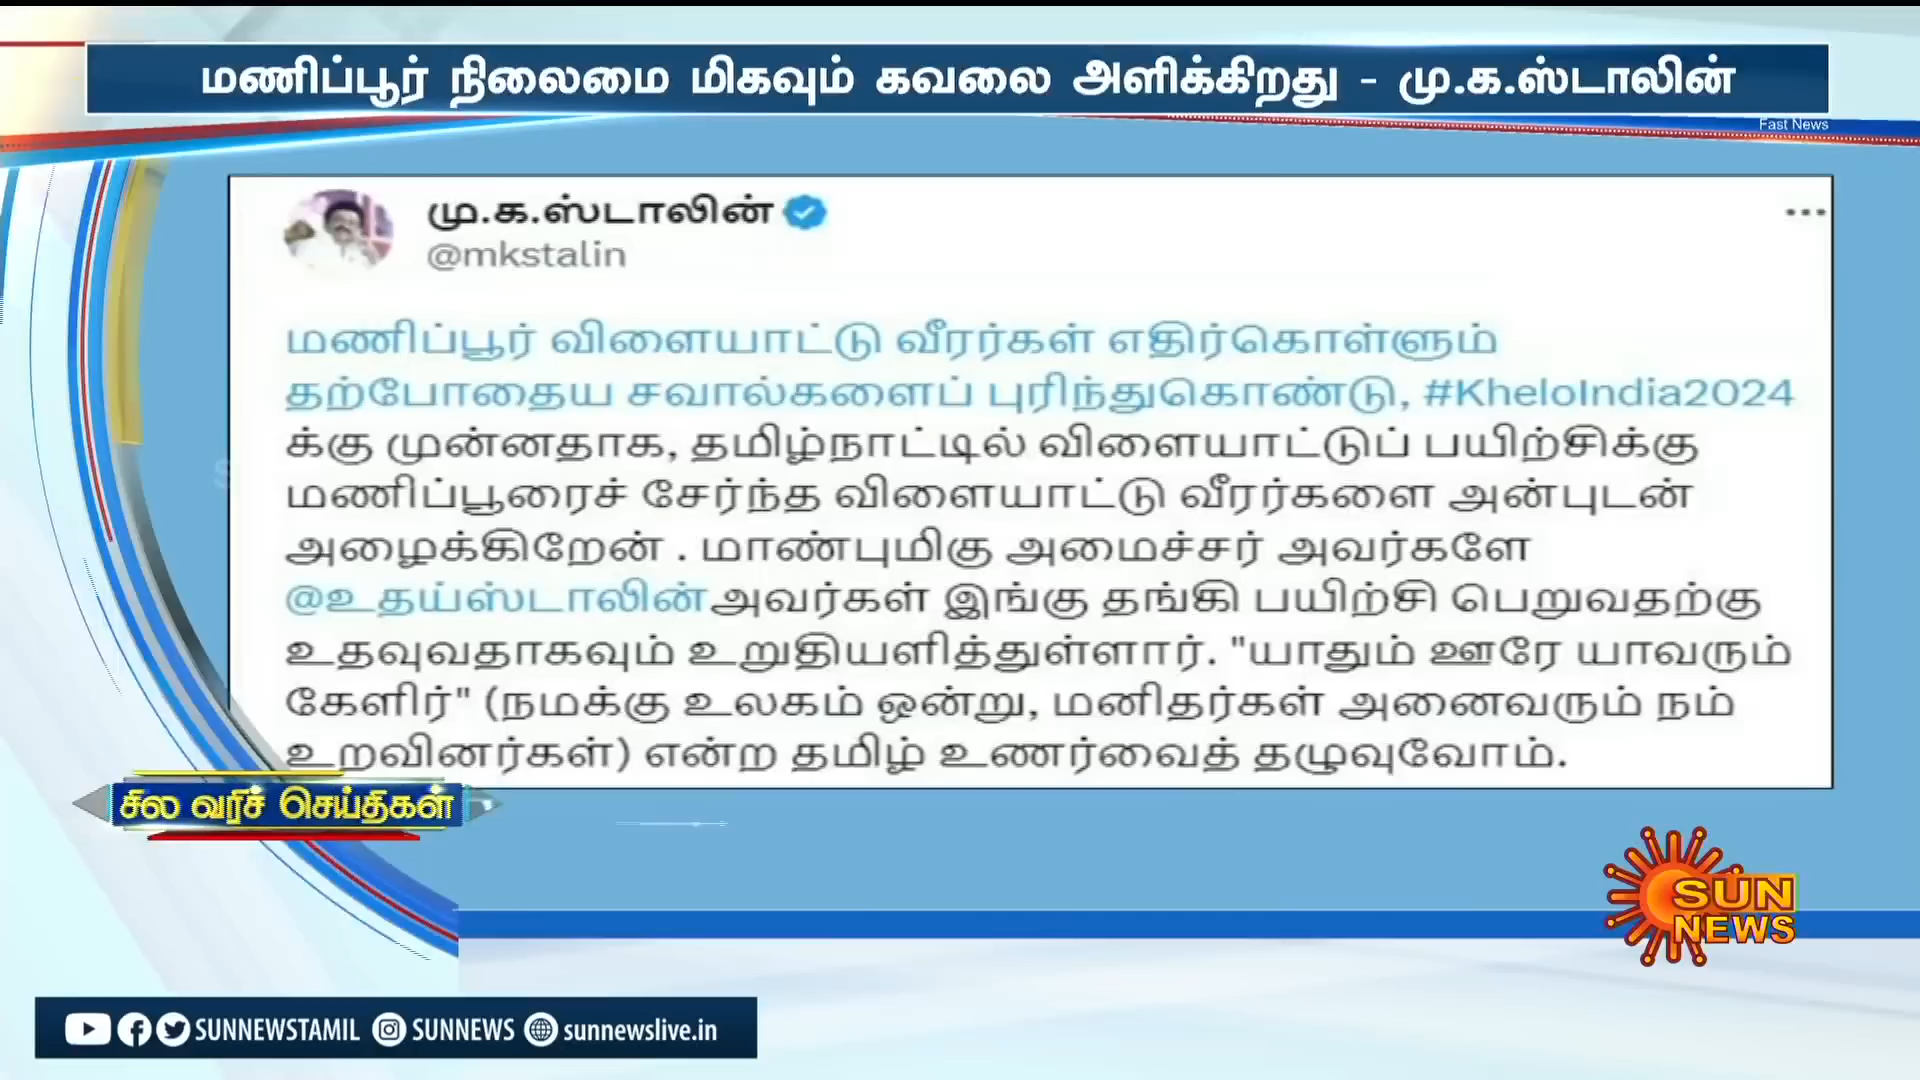 மணிப்பூர் நிலைமை மிகவும் கவலை அளிக்கிறது - மு.க.ஸ்டாலின்
Fast News
மு.க.ஸ்டாலின்
@mkstalin
மணிப்பூர் விளையாட்டு வீரர்கள் எதிர்கொள்ளும்
தற்போதைய சவால்களைப் புரிந்துகொண்டு, #KheloIndia2024
க்கு முன்னதாக, தமிழ்நாட்டில் விளையாட்டுப் பயிற்சிக்கு
மணிப்பூரைச் சேர்ந்த விளையாட்டு வீரர்களை அன்புடன்
அழைக்கிறேன் . மாண்புமிகு அமைச்சர் அவர்களே
@உதய்ஸ்டாலின்அவர்கள் இங்கு தங்கி பயிற்சி பெறுவதற்கு
உதவுவதாகவும் உறுதியளித்துள்ளார். "யாதும் ஊரே யாவரும்
கேளிர்" (நமக்கு உலகம் ஒன்று, மனிதர்கள் அனைவரும் நம்
உறவினர்கள்) என்ற தமிழ் உணர்வைத் தழுவுவோம்.
சில வரிச் செய்திகள்
SUN
NEWS
SUNNEWSTAMIL SUNNEWS sunnewslive.in